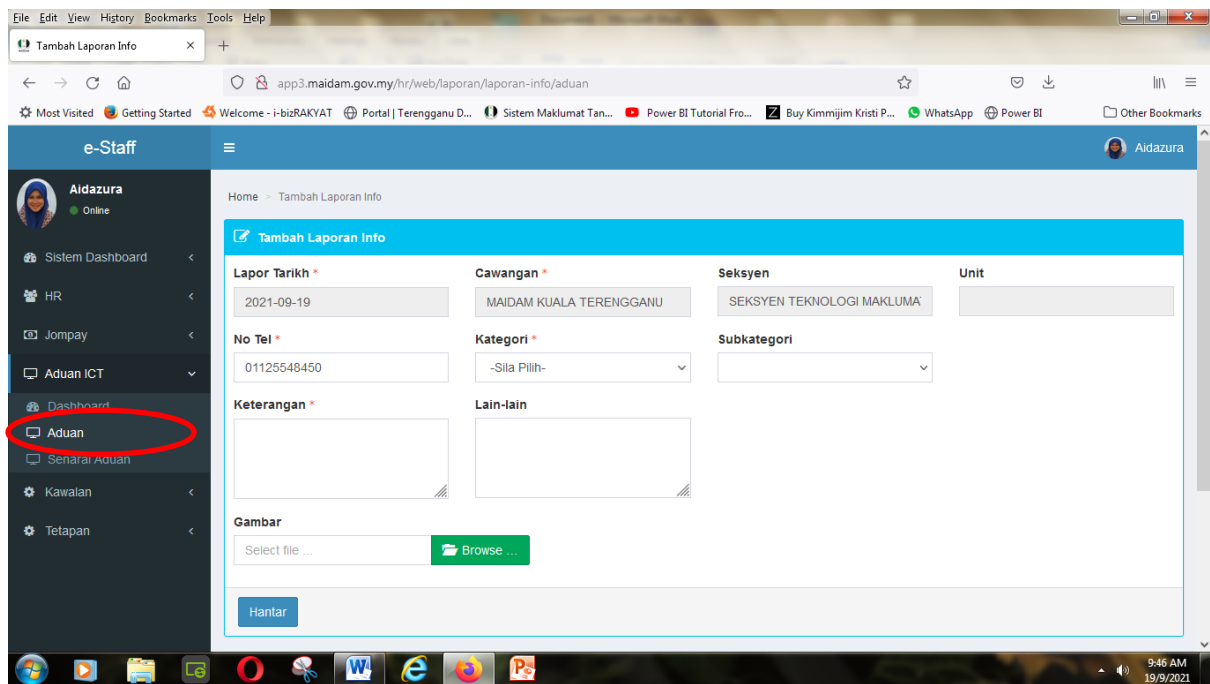 File Edit View History Bookmarks Tools Help
Tambah Laporan Info × +
app3.maidam.gov.my/hr/web/laporan/laporan-info/aduan
Most Visited Getting Started Welcome - i-bizRAKYAT Portal | Terengganu D... Sistem Maklumat Tan... Power BI Tutorial Fro... Buy Kimmijim Kristi P... WhatsApp Power BI Other Bookmarks
e-Staff Aidazura
Aidazura
Online
Home > Tambah Laporan Info
Tambah Laporan Info
Sistem Dashboard
HR
Jompay
Aduan ICT
Dashboard
Aduan
Senarai Aduan
Kawalan
Tetapan
Lapor Tarikh * Cawangan * Seksyen Unit
2021-09-19 MAIDAM KUALA TERENGGANU SEKSYEN TEKNOLOGI MAKLUMA
No Tel * Kategori * Subkategori
01125548450 -Sila Pilih-
Keterangan * Lain-lain
Gambar
Select file ... Browse ...
Hantar
9:46 AM
19/9/2021